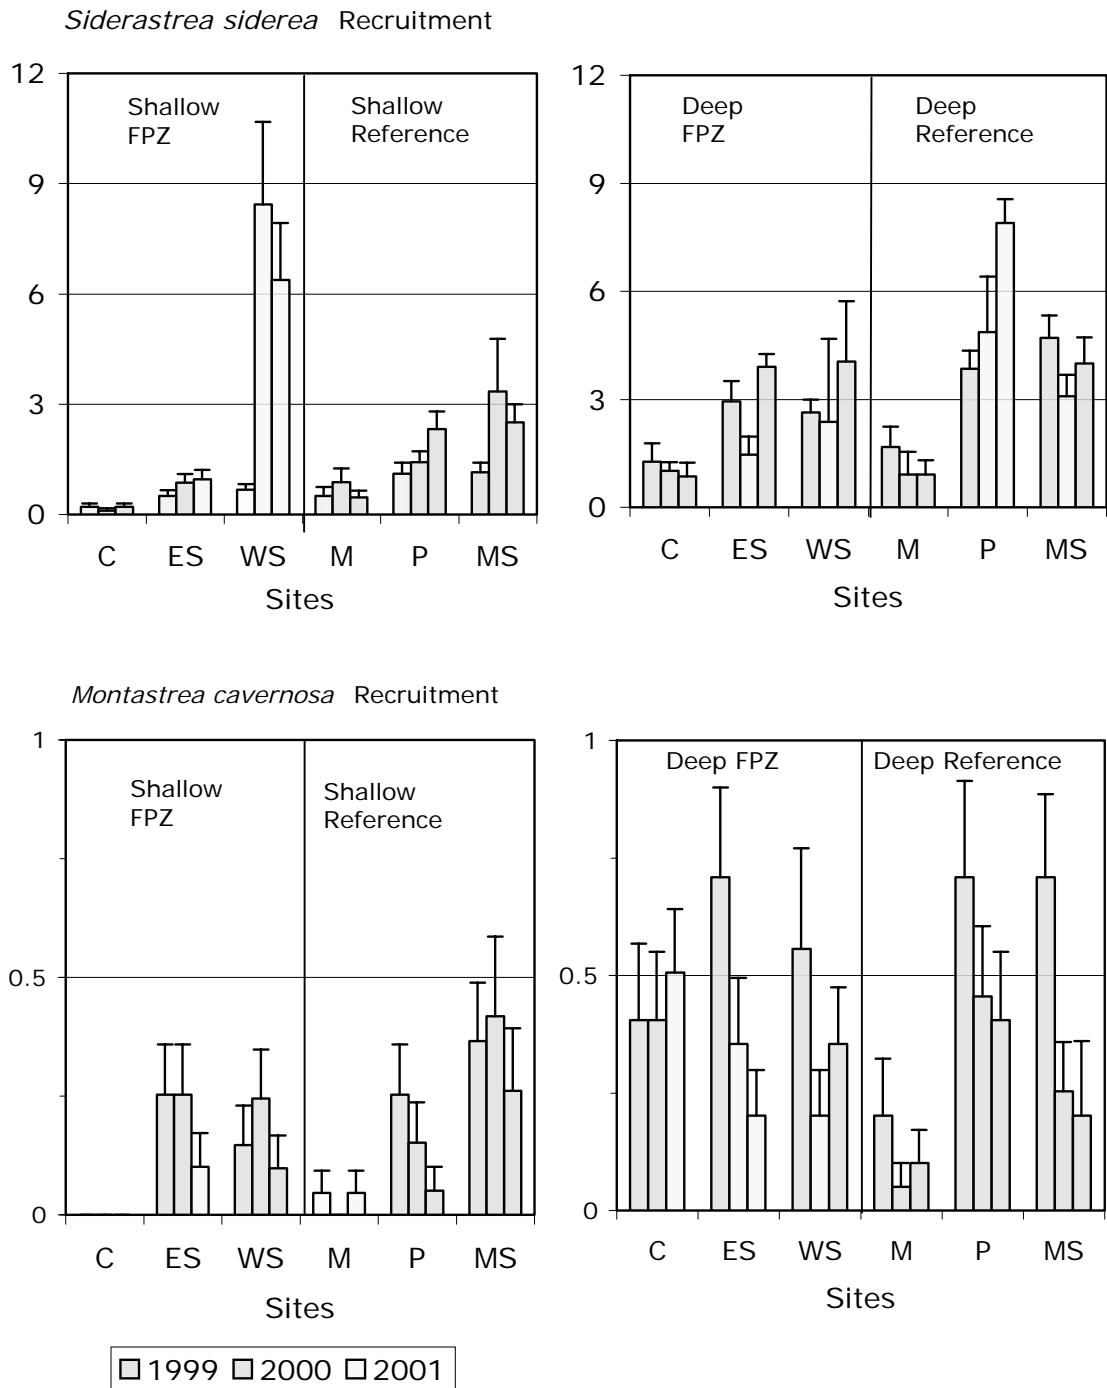 Siderastrea siderea Recruitment
12
9
6
3
0
Shallow
FPZ
Shallow
Reference
C ES WS M P MS
Sites
12
9
6
3
0
Deep
FPZ
Deep
Reference
C ES WS M P MS
Sites
Montastrea cavernosa Recruitment
1
0.5
0
Shallow
FPZ
Shallow
Reference
C ES WS M P MS
Sites
1
0.5
0
Deep FPZ Deep Reference
C ES WS M P MS
Sites
1999 2000 2001